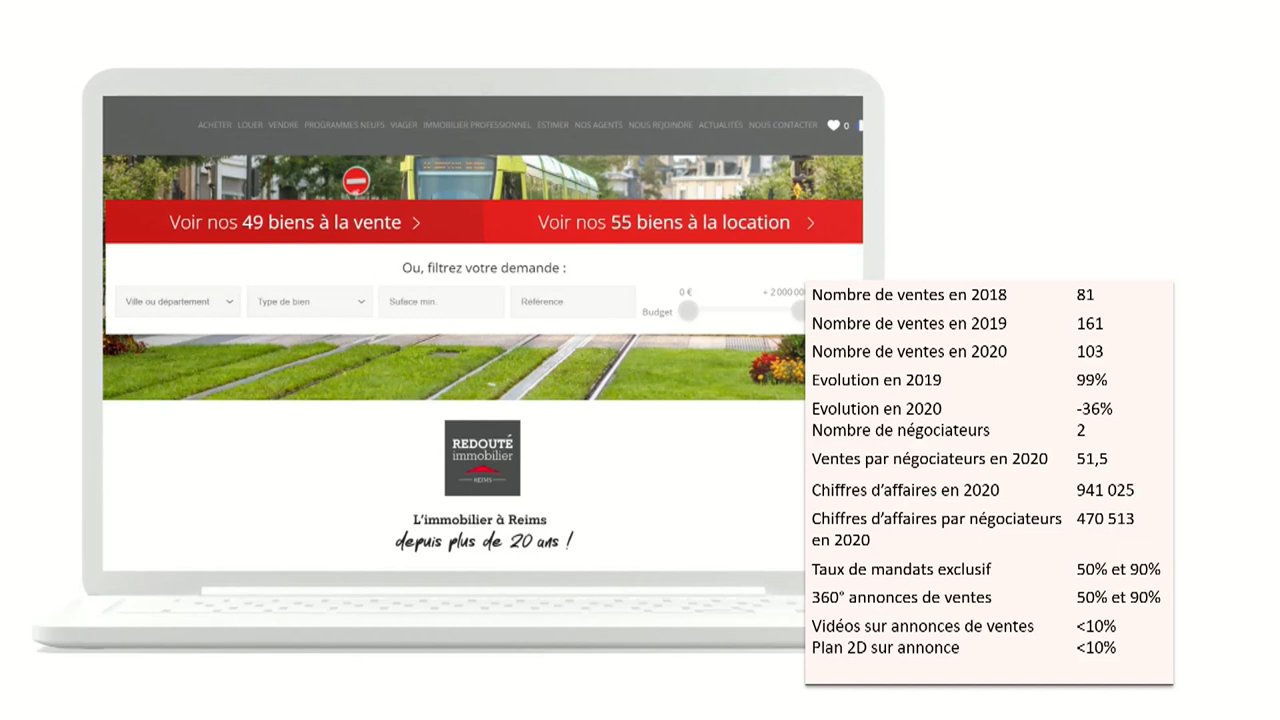 ACHETER LOUER VENDRE PROGRAMMES NEUFS VIAGER IMMOBILIER PROFESSIONNEL ESTIMER NOS AGENTS NOUS REJOINDRE ACTUALITÉS NOUS CONTACTER 0
Voir nos 49 biens à la vente
Voir nos 55 biens à la location
Ou, filtrez votre demande :
Ville ou département
Type de bien
Suface min.
Reférence
Budget
0 €
+ 2 000 000
REDOUTÉ
immobilier
REIMS
L'immobilier à Reims
depuis plus de 20 ans !
Nombre de ventes en 2018 81
Nombre de ventes en 2019 161
Nombre de ventes en 2020 103
Evolution en 2019 99%
Evolution en 2020 -36%
Nombre de négociateurs 2
Ventes par négociateurs en 2020 51,5
Chiffres d'affaires en 2020 941 025
Chiffres d'affaires par négociateurs 470 513
en 2020
Taux de mandats exclusif 50% et 90%
360° annonces de ventes 50% et 90%
Vidéos sur annonces de ventes <10%
Plan 2D sur annonce <10%